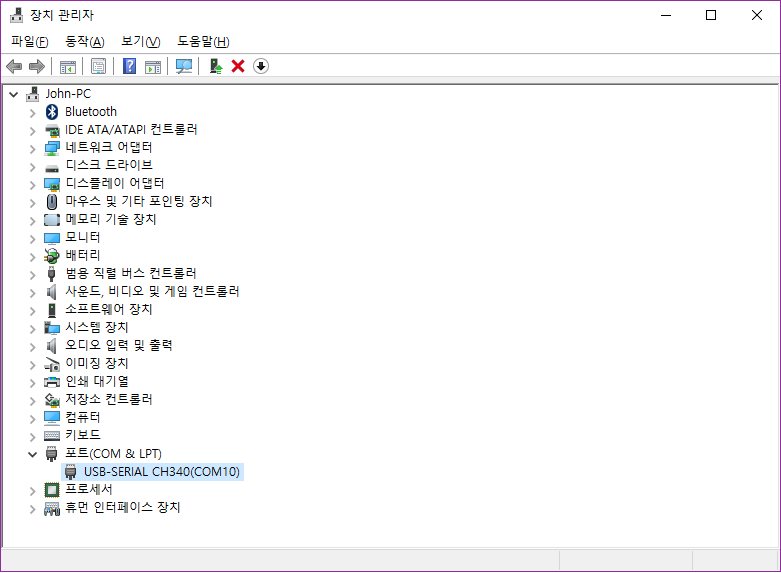 장치 관리자
파일(F) 동작(A) 보기(V) 도움말(H)
John-PC
Bluetooth
IDE ATA/ATAPI 컨트롤러
네트워크 어댑터
디스크 드라이브
디스플레이 어댑터
마우스 및 기타 포인팅 장치
메모리 기술 장치
모니터
배터리
범용 직렬 버스 컨트롤러
사운드, 비디오 및 게임 컨트롤러
소프트웨어 장치
시스템 장치
오디오 입력 및 출력
이미징 장치
인쇄 대기열
저장소 컨트롤러
컴퓨터
키보드
포트(COM & LPT)
USB-SERIAL CH340(COM10)
프로세서
휴먼 인터페이스 장치